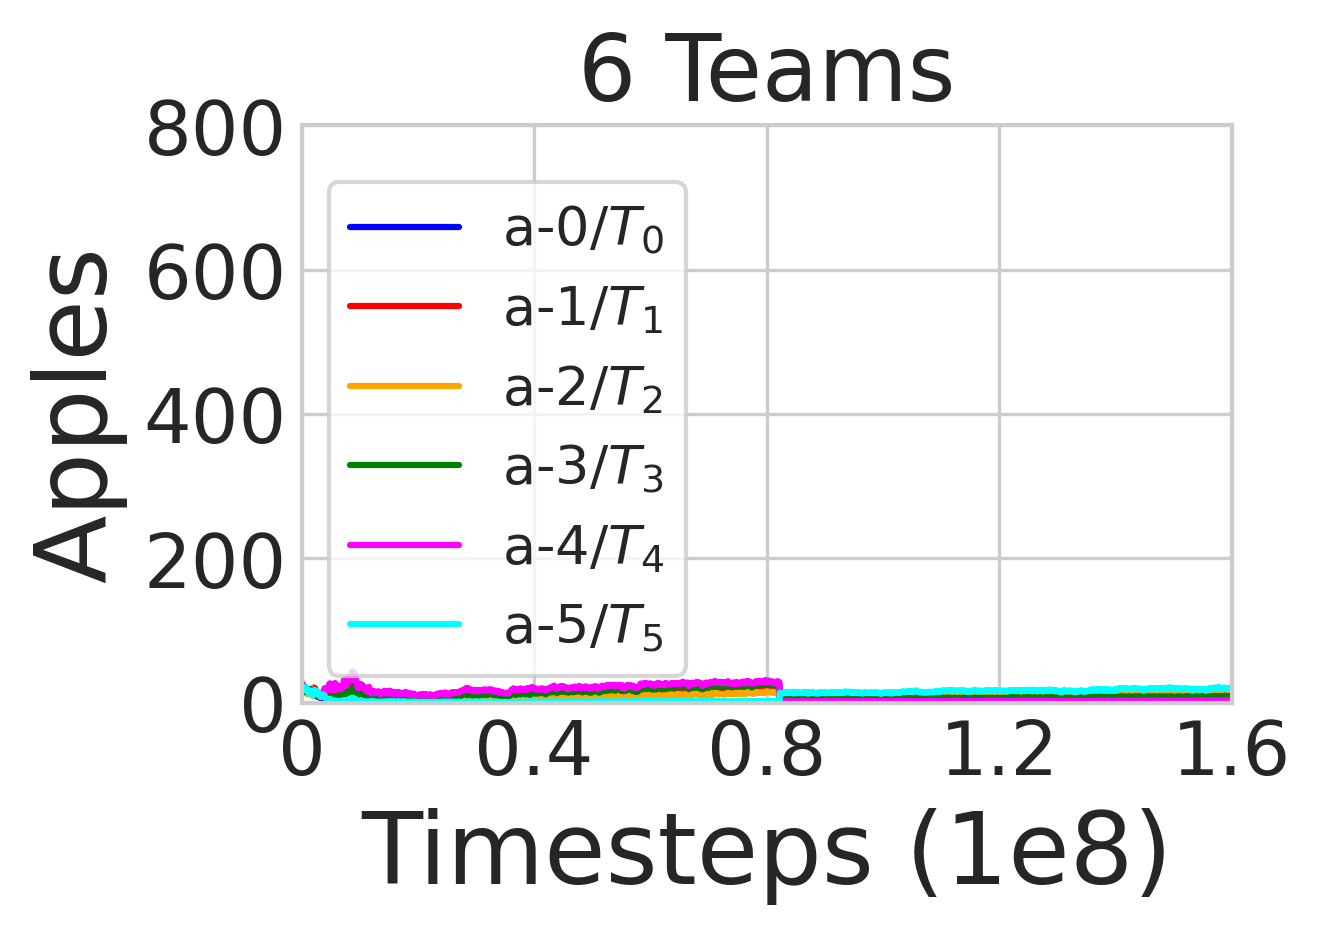 6 Teams
800
600
400
200
0
Apples
a-0/T₀
a-1/T₁
a-2/T₂
a-3/T₃
a-4/T₄
a-5/T₅
0 0.4 0.8 1.2 1.6
Timesteps (1e8)